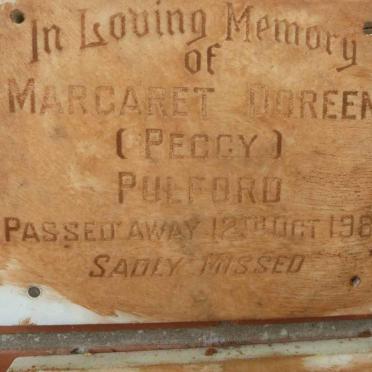 In Loving Memory
of
MARGARET DOREEN
(PEGGY)
PULFORD
PASSED AWAY 12TH OCT 198
SADLY MISSED